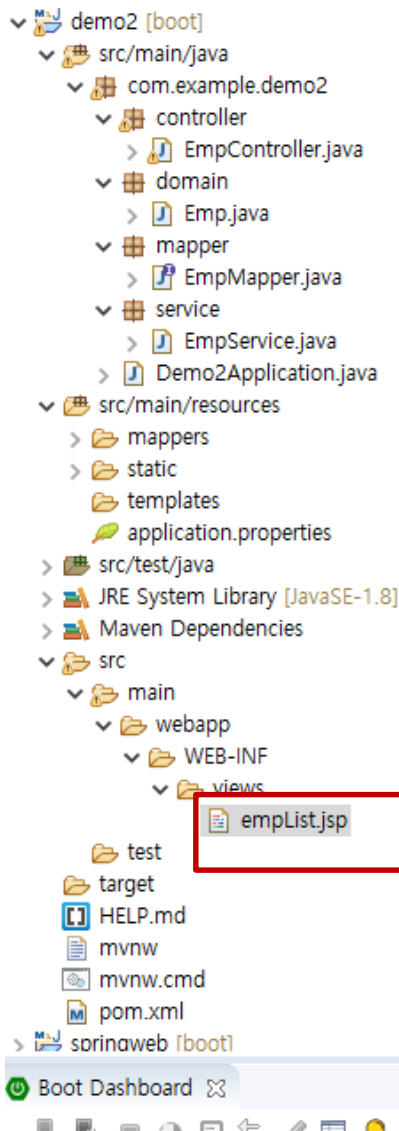 demo2 [boot]
src/main/java
com.example.demo2
controller
EmpController.java
domain
Emp.java
mapper
EmpMapper.java
service
EmpService.java
Demo2Application.java
src/main/resources
mappers
static
templates
application.properties
src/test/java
JRE System Library [JavaSE-1.8]
Maven Dependencies
src
main
webapp
WEB-INF
views
empList.jsp
test
target
HELP.md
mvnw
mvnw.cmd
pom.xml
springweb [boot]
Boot Dashboard